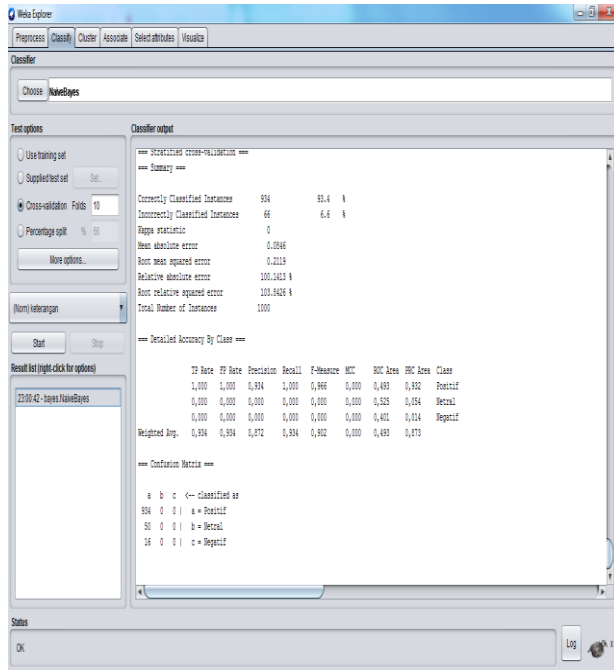 Weka Explorer
Preprocess Classify Cluster Associate Select attributes Visualize
Classifier
Choose NaiveBayes
Test options
Use training set
Supplied test set Set...
Cross-validation Folds 10
Percentage split % 66
More options...
(Nom) keterangan
Start Stop
Result list (right-click for options)
23:00:42 - bayes.NaiveBayes
Classifier output
=== Stratified cross-validation ===
=== Summary ===
Correctly Classified Instances 934 93.4 %
Incorrectly Classified Instances 66 6.6 %
Kappa statistic 0
Mean absolute error 0.0846
Root mean squared error 0.2119
Relative absolute error 100.1413 %
Root relative squared error 103.8426 %
Total Number of Instances 1000
=== Detailed Accuracy By Class ===
TP Rate FP Rate Precision Recall F-Measure MCC ROC Area PRC Area Class
1,000 1,000 0,934 1,000 0,966 0,000 0,493 0,932 Positif
0,000 0,000 0,000 0,000 0,000 0,000 0,525 0,054 Netral
0,000 0,000 0,000 0,000 0,000 0,000 0,401 0,014 Negatif
Weighted Avg. 0,934 0,934 0,872 0,934 0,902 0,000 0,493 0,873
=== Confusion Matrix ===
a b c <-- classified as
934 0 0 | a = Positif
50 0 0 | b = Netral
16 0 0 | c = Negatif
Status
OK
Log
x